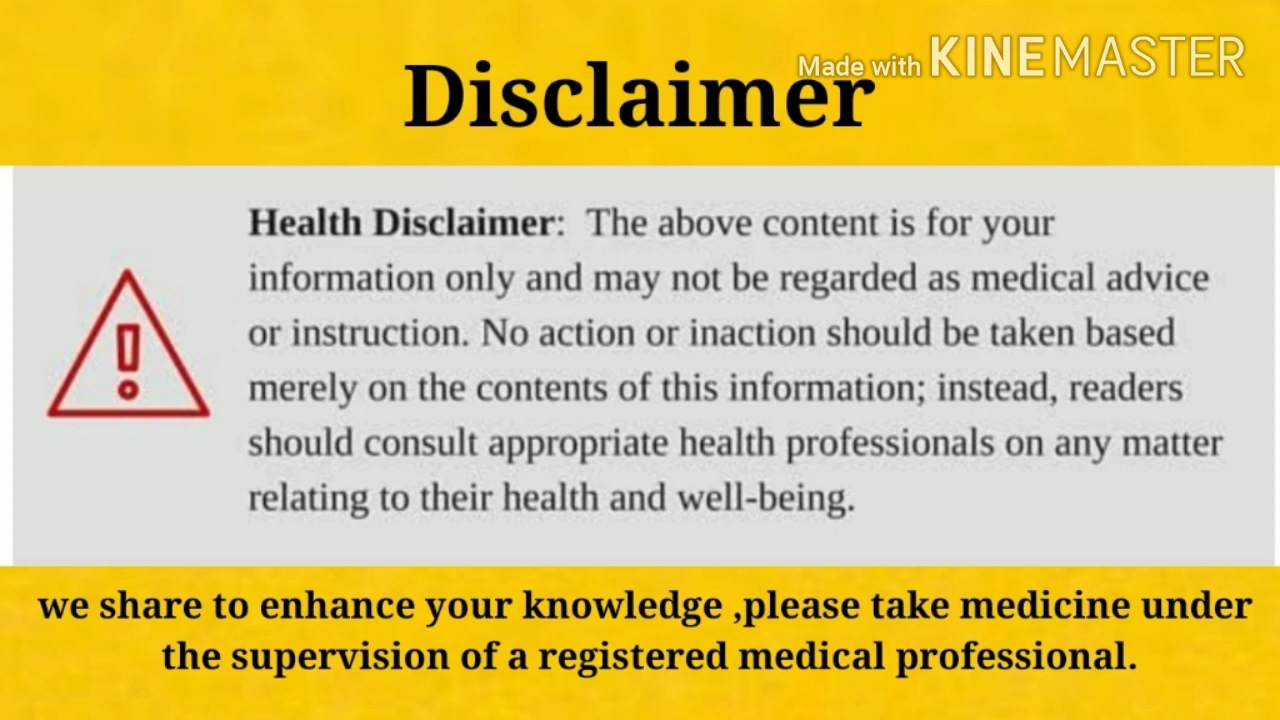 Made with KINEMASTER
Disclaimer
Health Disclaimer: The above content is for your
information only and may not be regarded as medical advice
or instruction. No action or inaction should be taken based
merely on the contents of this information; instead, readers
should consult appropriate health professionals on any matter
relating to their health and well-being.
we share to enhance your knowledge ,please take medicine under
the supervision of a registered medical professional.